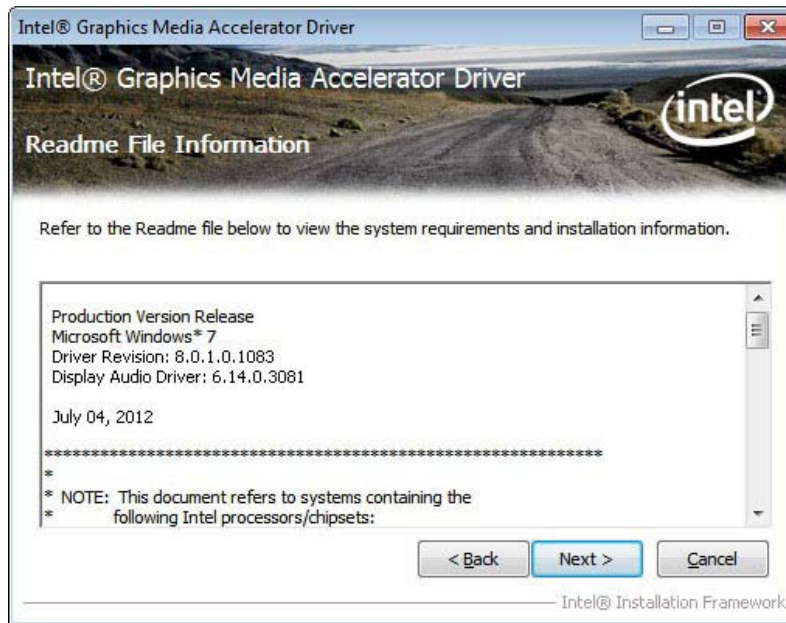 Intel® Graphics Media Accelerator Driver
Intel® Graphics Media Accelerator Driver
intel
Readme File Information
Refer to the Readme file below to view the system requirements and installation information.
Production Version Release
Microsoft Windows* 7
Driver Revision: 8.0.1.0.1083
Display Audio Driver: 6.14.0.3081
July 04, 2012
************************************************************
*
* NOTE: This document refers to systems containing the
* following Intel processors/chipsets:
< Back Next > Cancel
Intel® Installation Framework